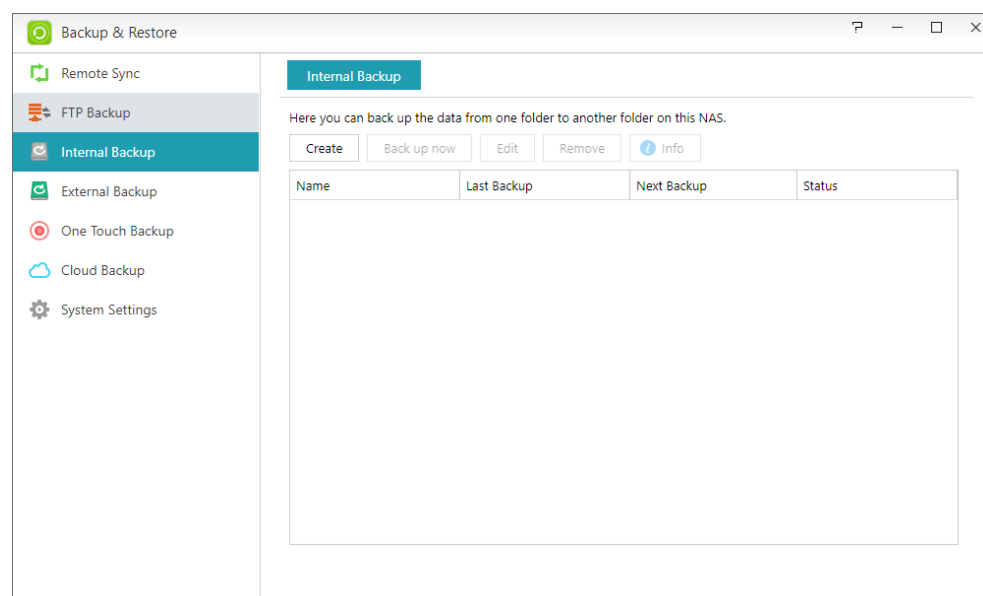 Backup & Restore
Remote Sync
FTP Backup
Internal Backup
External Backup
One Touch Backup
Cloud Backup
System Settings
Internal Backup
Here you can back up the data from one folder to another folder on this NAS.
Create Back up now Edit Remove Info
Name Last Backup Next Backup Status